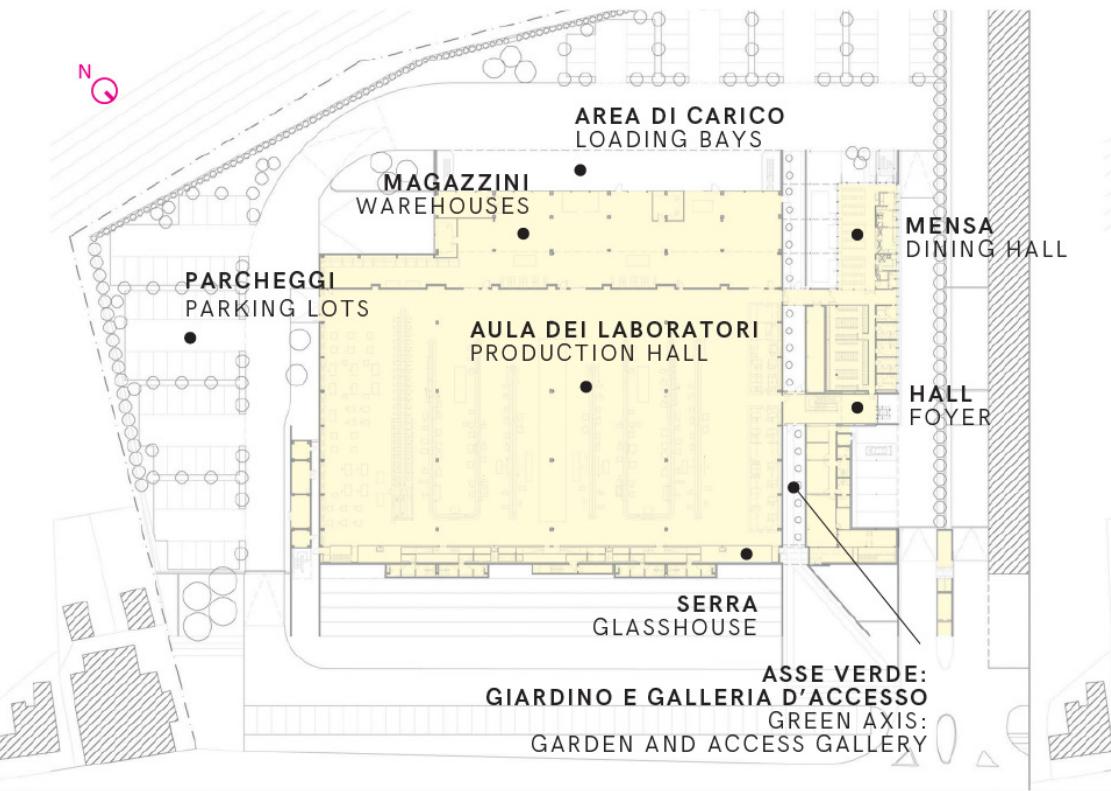 N
AREA DI CARICO
LOADING BAYS
MAGAZZINI
WAREHOUSES
MENSA
DINING HALL
PARCHEGGI
PARKING LOTS
AULA DEI LABORATORI
PRODUCTION HALL
HALL
FOYER
SERRA
GLASSHOUSE
ASSE VERDE:
GIARDINO E GALLERIA D’ACCESSO
GREEN AXIS:
GARDEN AND ACCESS GALLERY